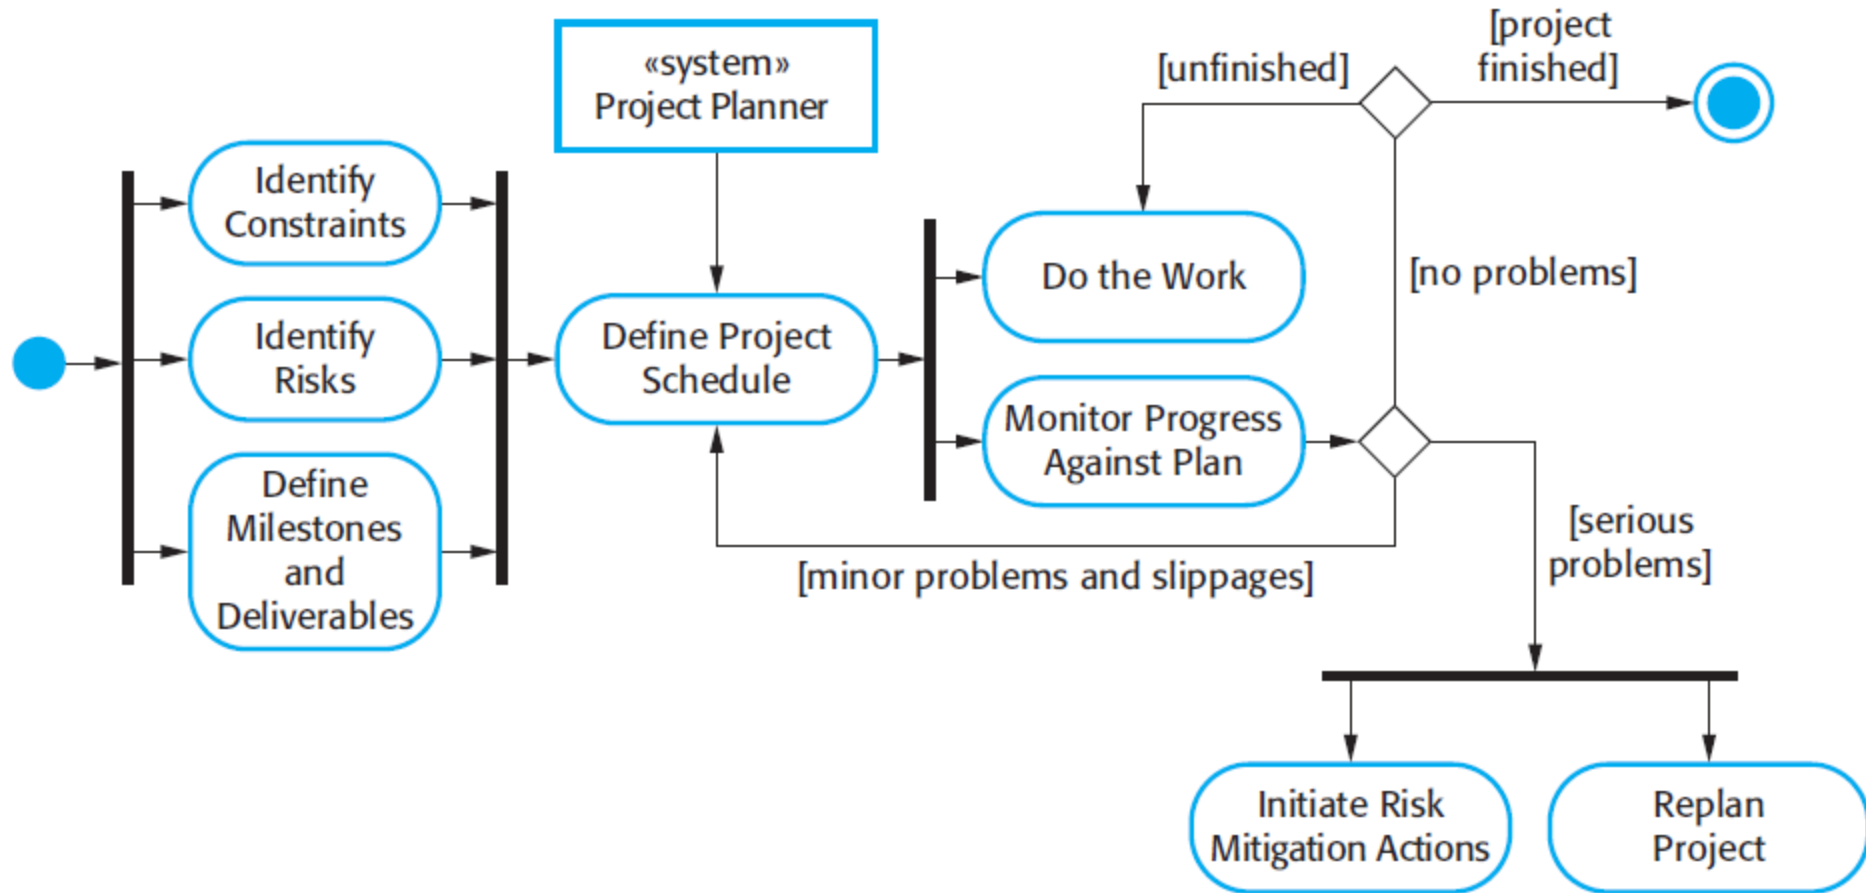 [project
finished]
[unfinished]
«system»
Project Planner
Identify
Constraints
Identify
Risks
Define
Milestones
and
Deliverables
Define Project
Schedule
Do the Work
[no problems]
Monitor Progress
Against Plan
[minor problems and slippages]
[serious
problems]
Initiate Risk
Mitigation Actions
Replan
Project